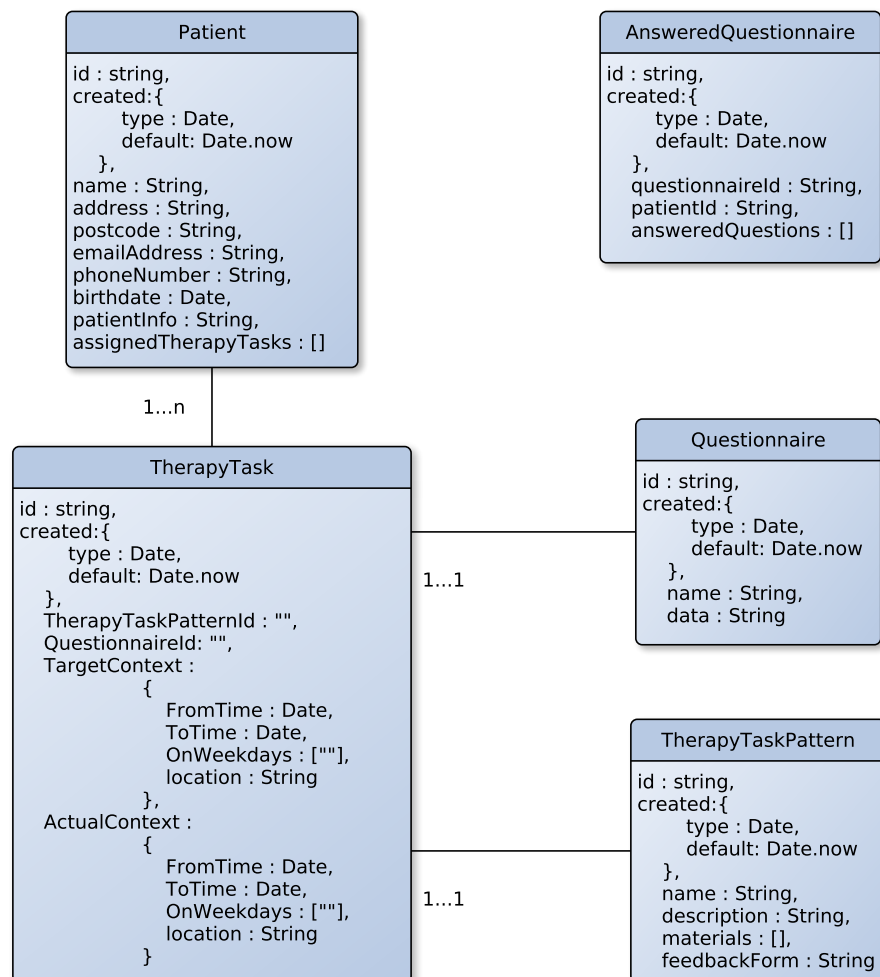 Patient
id : string,
created:{
type : Date,
default: Date.now
},
name : String,
address : String,
postcode : String,
emailAddress : String,
phoneNumber : String,
birthdate : Date,
patientInfo : String,
assignedTherapyTasks : []
AnsweredQuestionnaire
id : string,
created:{
type : Date,
default: Date.now
},
questionnaireId : String,
patientId : String,
answeredQuestions : []
1...n
TherapyTask
id : string,
created:{
type : Date,
default: Date.now
},
TherapyTaskPatternId : "",
QuestionnaireId: "",
TargetContext :
{
FromTime : Date,
ToTime : Date,
OnWeekdays : [""],
location : String
},
ActualContext :
{
FromTime : Date,
ToTime : Date,
OnWeekdays : [""],
location : String
}
1...1
Questionnaire
id : string,
created:{
type : Date,
default: Date.now
},
name : String,
data : String
1...1
TherapyTaskPattern
id : string,
created:{
type : Date,
default: Date.now
},
name : String,
description : String,
materials : [],
feedbackForm : String